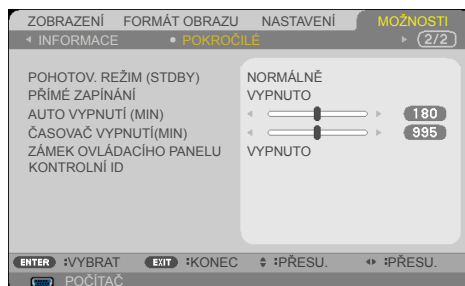 ZOBRAZENÍ FORMÁT OBRAZU NASTAVENÍ MOŽNOSTI
INFORMACE • POKROČILÉ 2/2
POHOTOV. REŽIM (STDBY) NORMÁLNĚ
PŘÍMÉ ZAPÍNÁNÍ VYPNUTO
AUTO VYPNUTÍ (MIN) 180
ČASOVAČ VYPNUTÍ(MIN) 995
ZÁMEK OVLÁDACÍHO PANELU VYPNUTO
KONTROLNÍ ID
ENTER :VYBRAT EXIT :KONEC :PŘESU. :PŘESU.
POČÍTAČ